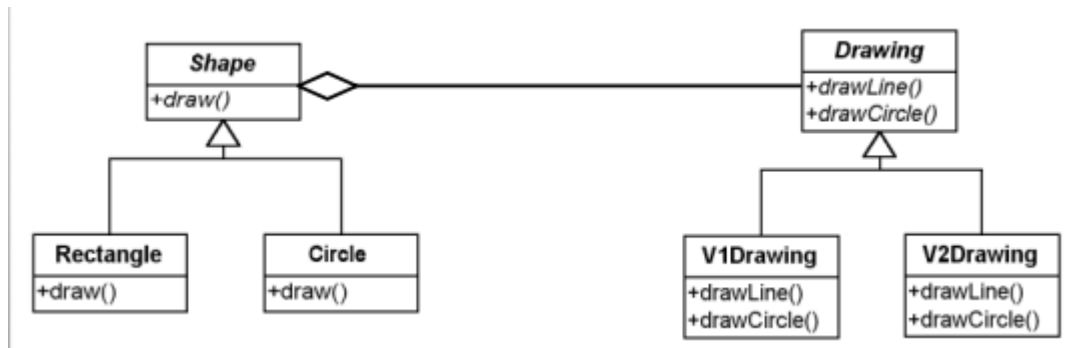 Shape
+draw()
Drawing
+drawLine()
+drawCircle()
Rectangle
+draw()
Circle
+draw()
V1Drawing
+drawLine()
+drawCircle()
V2Drawing
+drawLine()
+drawCircle()